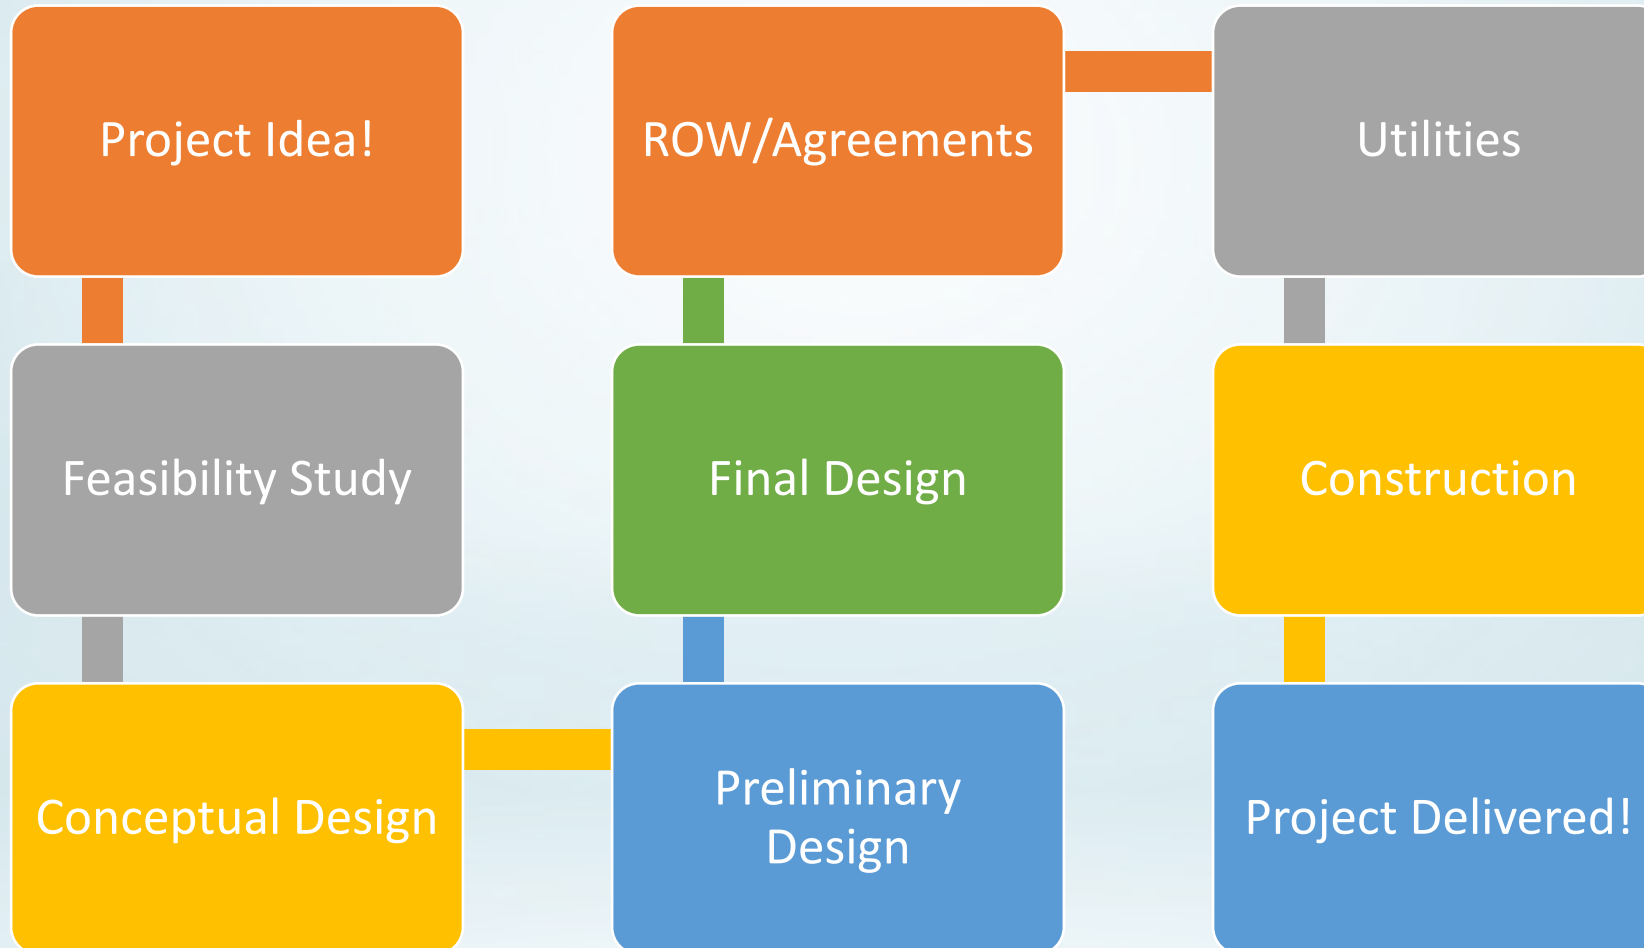 Project Idea!
Feasibility Study
Conceptual Design
Preliminary
Design
Final Design
ROW/Agreements
Utilities
Construction
Project Delivered!